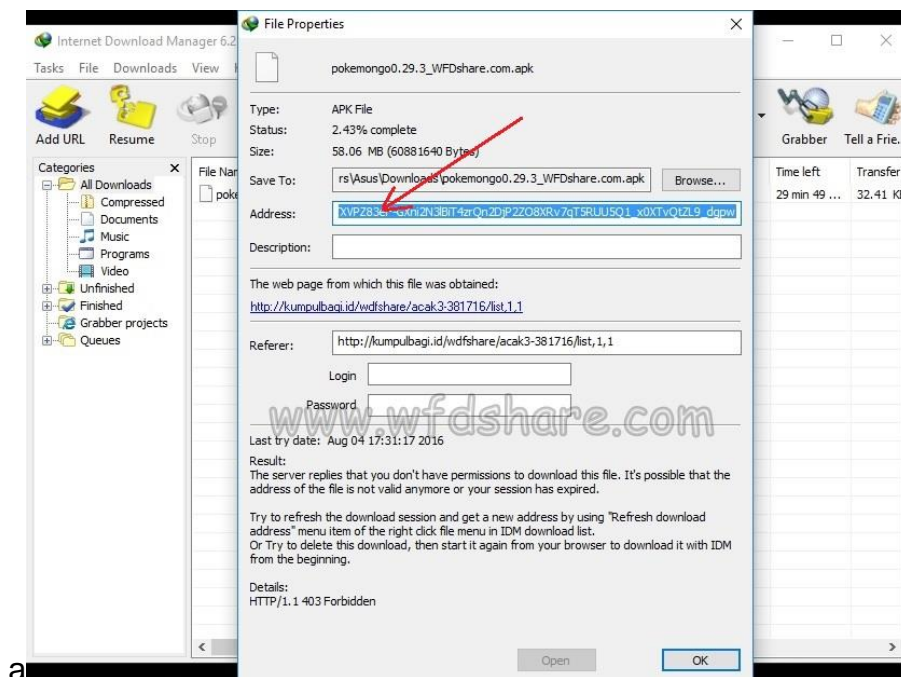 File Properties
Internet Download Manager 6.2
Tasks File Downloads View
pokemongo0.29.3_WFDshare.com.apk
Add URL Resume Stop Grabber Tell a Frie..
Type: APK File
Status: 2.43% complete
Size: 58.06 MB (60881640 Bytes)
Categories
All Downloads
Compressed
Documents
Music
Programs
Video
Unfinished
Finished
Grabber projects
Queues
File Nar
poke
Time left Transfer
29 min 49 ... 32.41 K
Save To: rs\Asus\Downloads\pokemongo0.29.3_WFDshare.com.apk Browse...
Address:
Description:
The web page from which this file was obtained:
http://kumpulbagi.id/wdfshare/acak3-381716/list,1,1
Referer: http://kumpulbagi.id/wdfshare/acak3-381716/list,1,1
Login
Password
www.wfdshare.com
Last try date: Aug 04 17:31:17 2016
Result:
The server replies that you don't have permissions to download this file. It's possible that the
address of the file is not valid anymore or your session has expired.
Try to refresh the download session and get a new address by using "Refresh download
address" menu item of the right click file menu in IDM download list.
Or Try to delete this download, then start it again from your browser to download it with IDM
from the beginning.
Details:
HTTP/1.1 403 Forbidden
Open OK
a